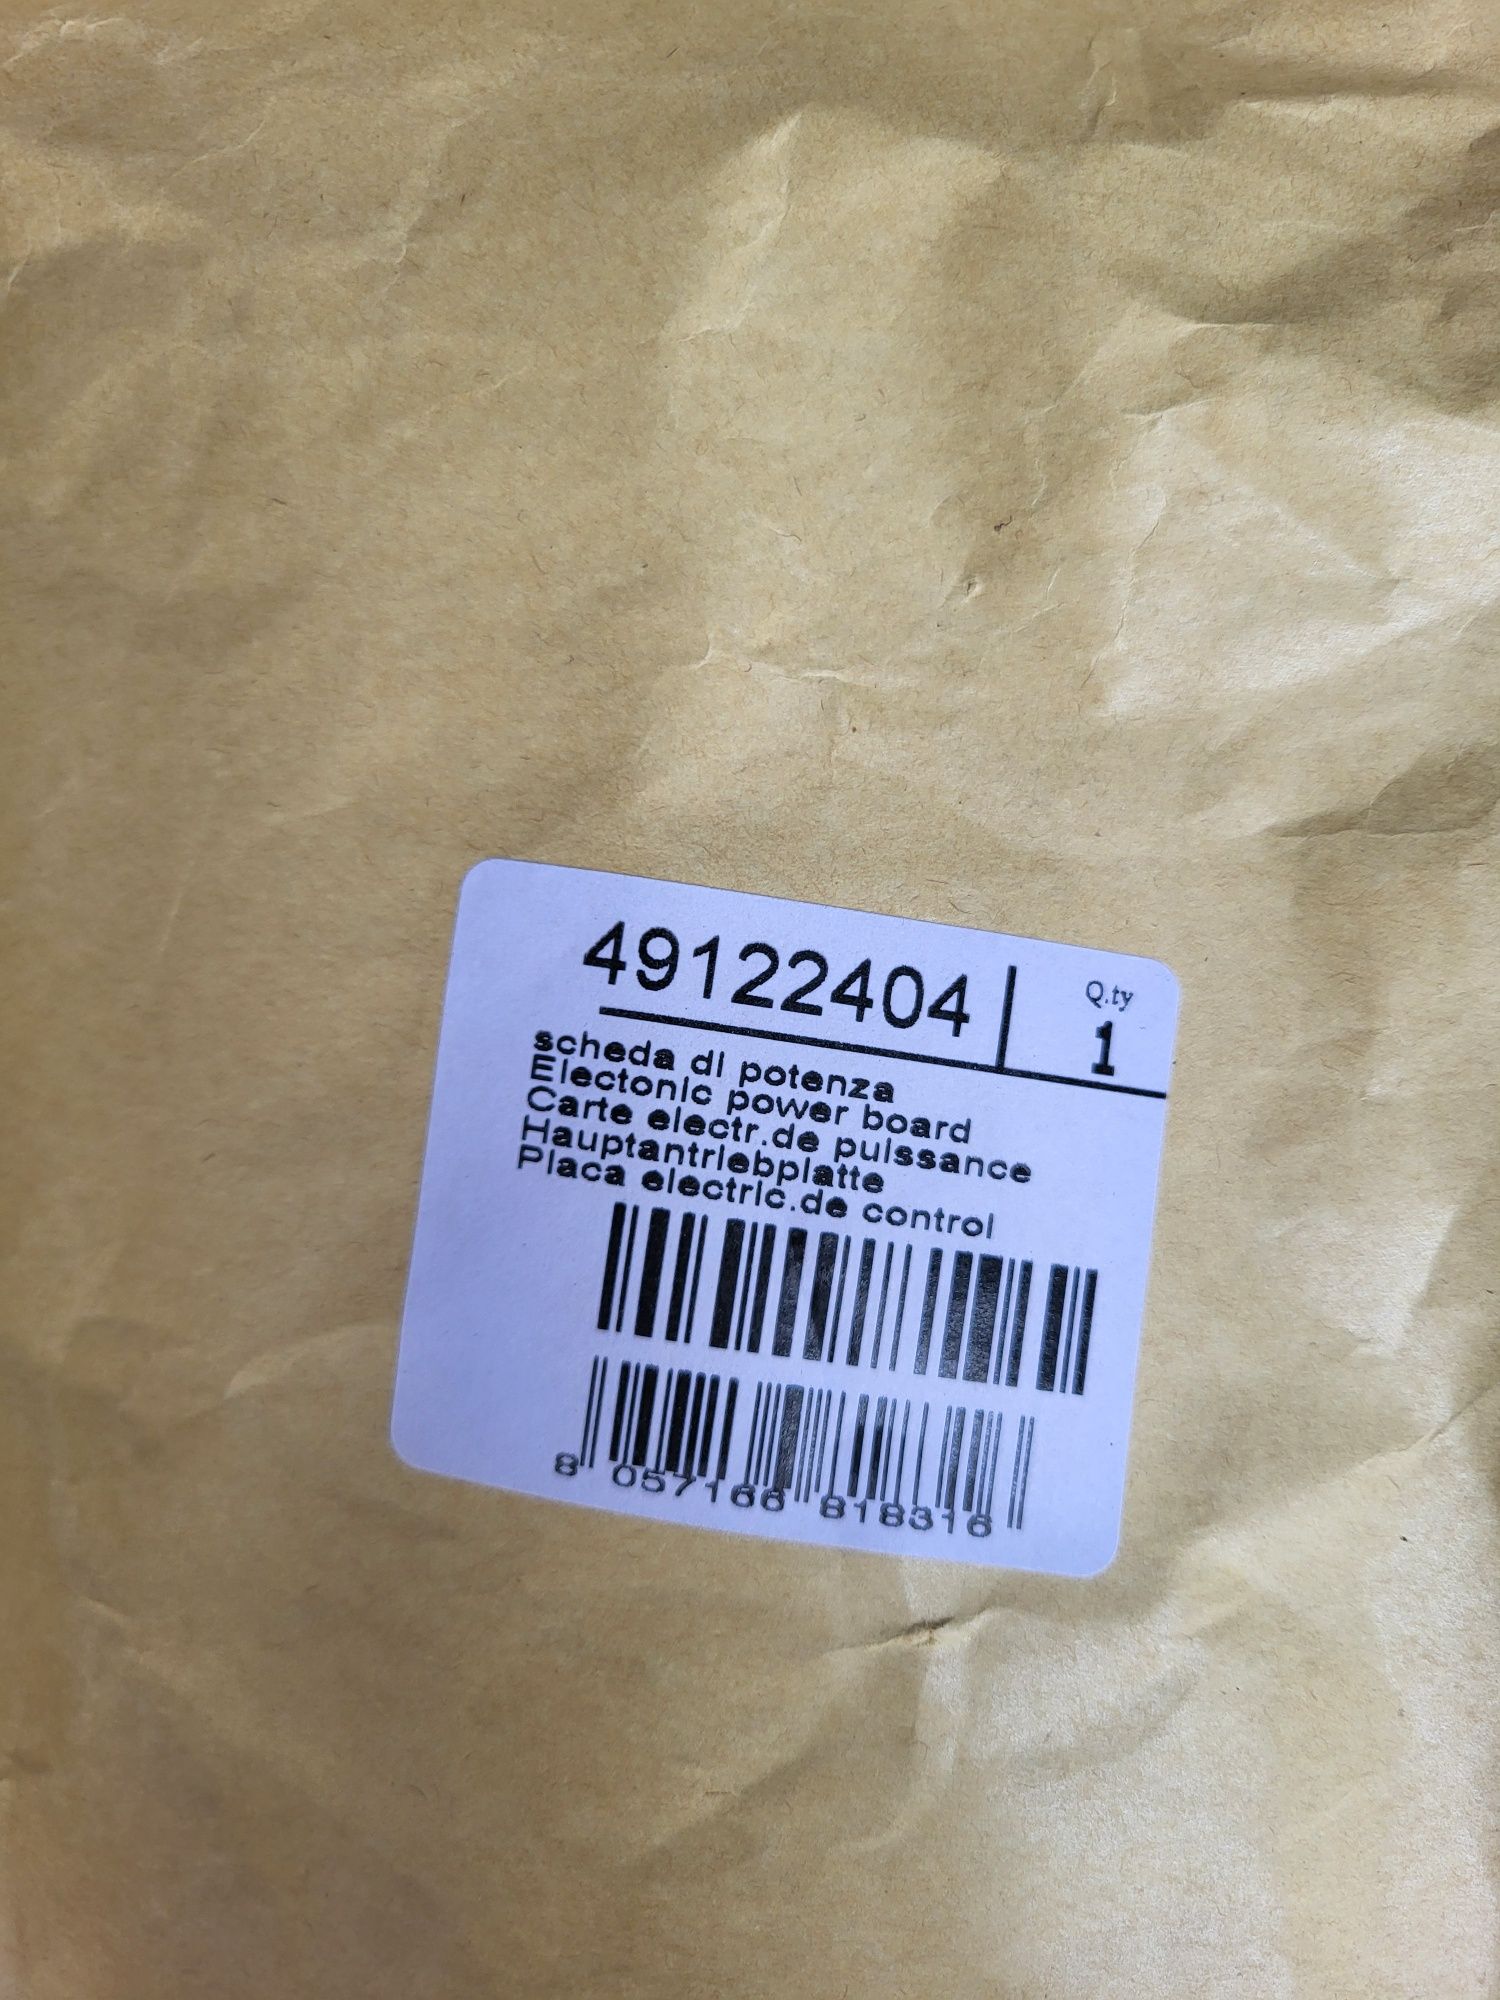 49122404
Q.ty
1
scheda di potenza
Electonic power board
Carte electr.de puissance
Hauptantriebplatte
Placa electric.de control
8 057166 818316